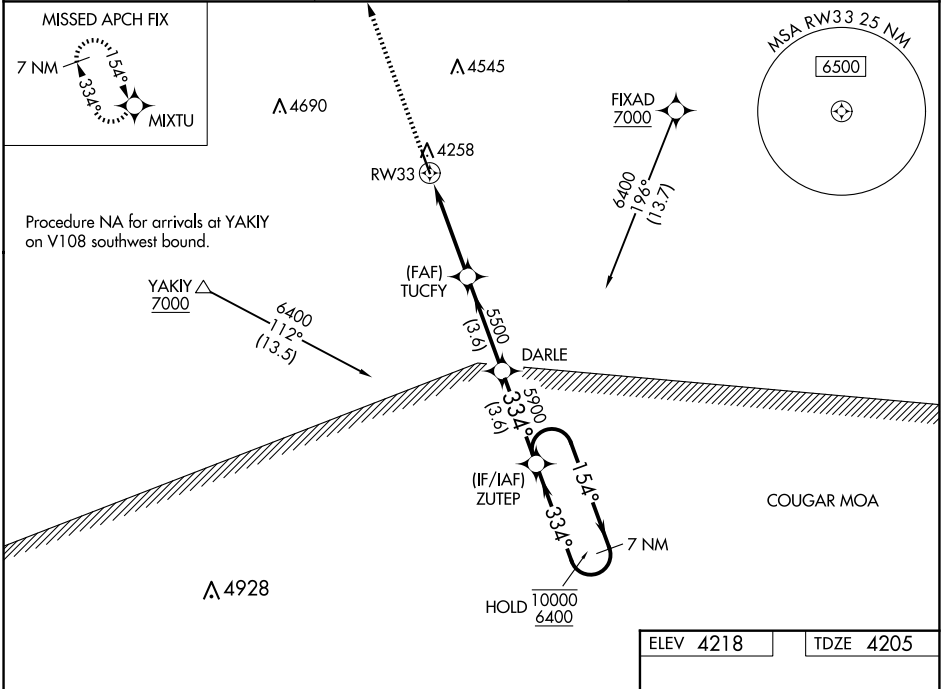 MISSED APCH FIX
7 NM
154°
334°
MIXTU
4545
4690
4258
RW33
FIXAD
7000
6400
196°
(13.7)
MSA RW33 25 NM
6500
Procedure NA for arrivals at YAKIY
on V108 southwest bound.
YAKIY
7000
6400
112°
(13.5)
(FAF)
TUCFY
5500
(3.6)
DARLE
5900
334°
(3.6)
(IF/IAF)
ZUTEP
154°
334°
7 NM
HOLD
10000
6400
COUGAR MOA
4928
ELEV 4218
TDZE 4205